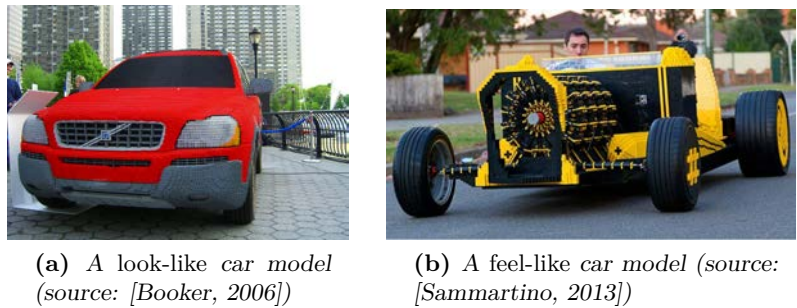 (a) A look-like car model
(source: [Booker, 2006])
(b) A feel-like car model (source:
[Sammartino, 2013])